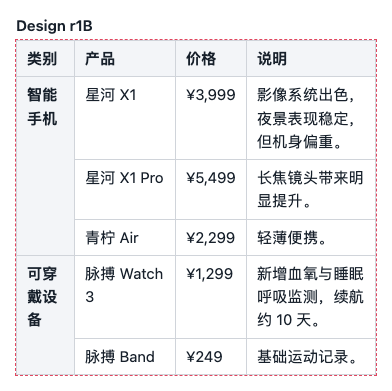 Design r1B
类别 产品 价格 说明
智能 星河 X1 ¥3,999 影像系统出色，
手机 夜景表现稳定，
但机身偏重。
星河 X1 Pro ¥5,499 长焦镜头带来明
显提升。
青柠 Air ¥2,299 轻薄便携。
可穿 脉搏 Watch ¥1,299 新增血氧与睡眠
戴设 3 呼吸监测，续航
备 约 10 天。
脉搏 Band ¥249 基础运动记录。